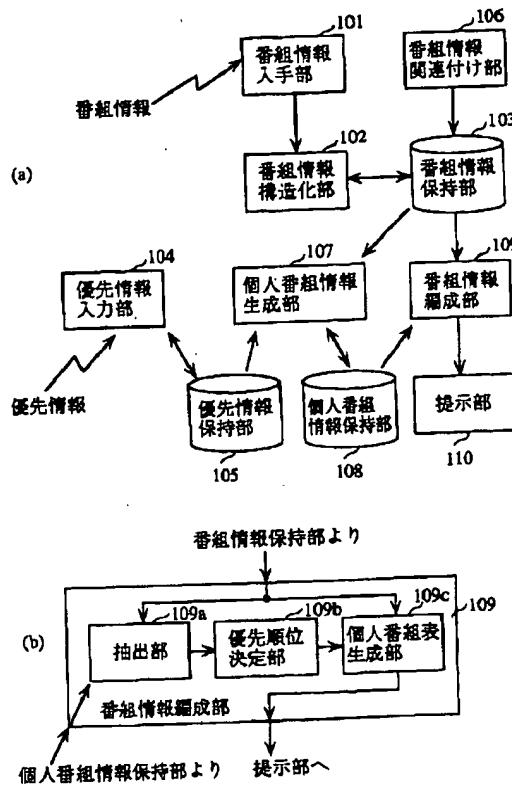 101
106
番組情報
入手部
番組情報
関連付け部
番組情報
103
102
(a)
番組情報
構造化部
番組情報
保持部
107
109
104
優先情報
入力部
個人番組情報
生成部
番組情報
編成部
優先情報
優先情報
保持部
個人番組
情報保持部
提示部
105
108
110
番組情報保持部より
109a
109b
109c
109
(b)
抽出部
優先順位
決定部
個人番組表
生成部
番組情報編成部
個人番組情報保持部より
提示部へ